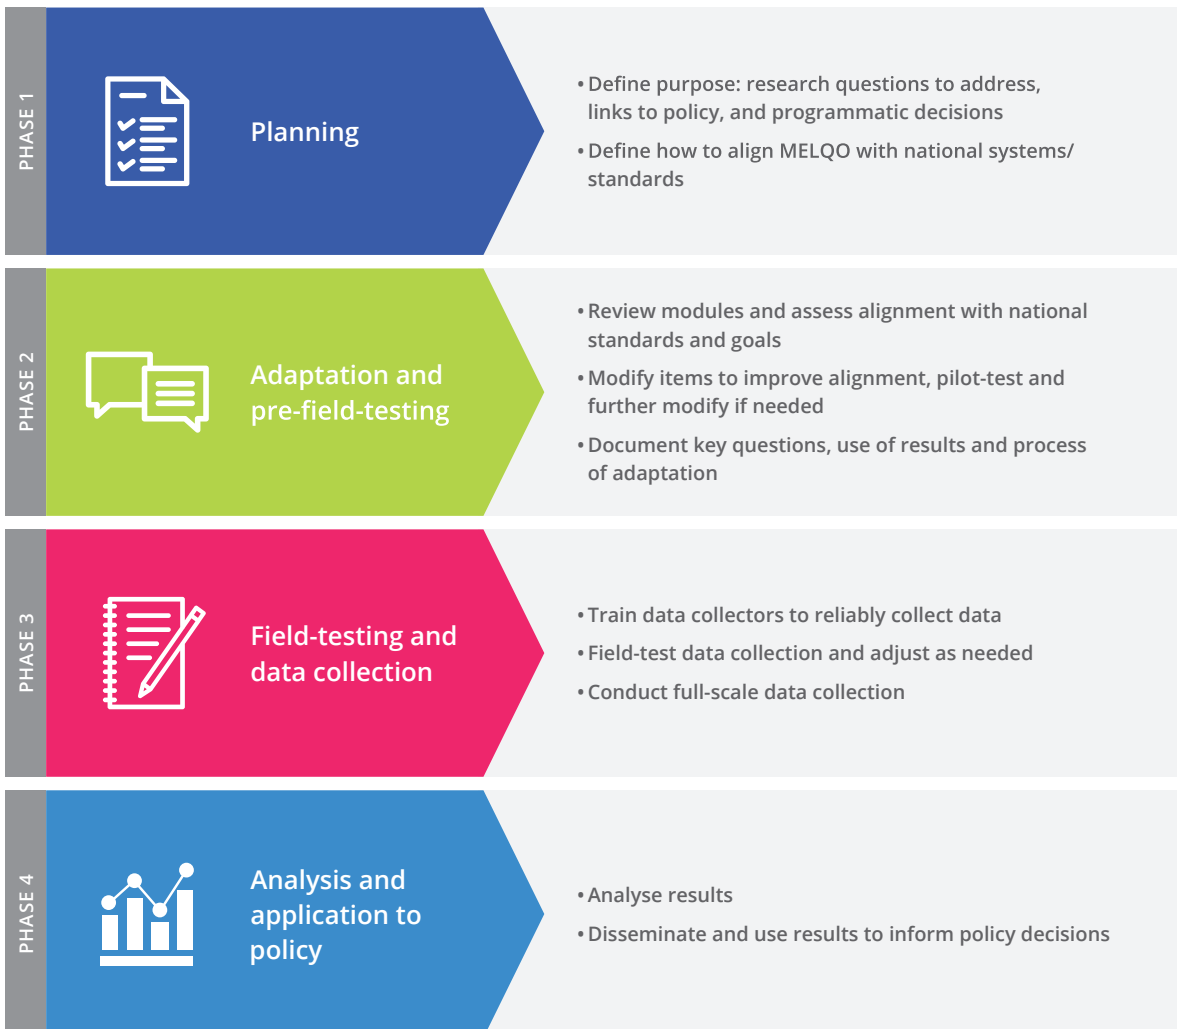 PHASE 1
Planning
• Define purpose: research questions to address,
links to policy, and programmatic decisions
• Define how to align MELQO with national systems/
standards
PHASE 2
Adaptation and
pre-field-testing
• Review modules and assess alignment with national
standards and goals
• Modify items to improve alignment, pilot-test and
further modify if needed
• Document key questions, use of results and process
of adaptation
PHASE 3
Field-testing and
data collection
• Train data collectors to reliably collect data
• Field-test data collection and adjust as needed
• Conduct full-scale data collection
PHASE 4
Analysis and
application to
policy
• Analyse results
• Disseminate and use results to inform policy decisions